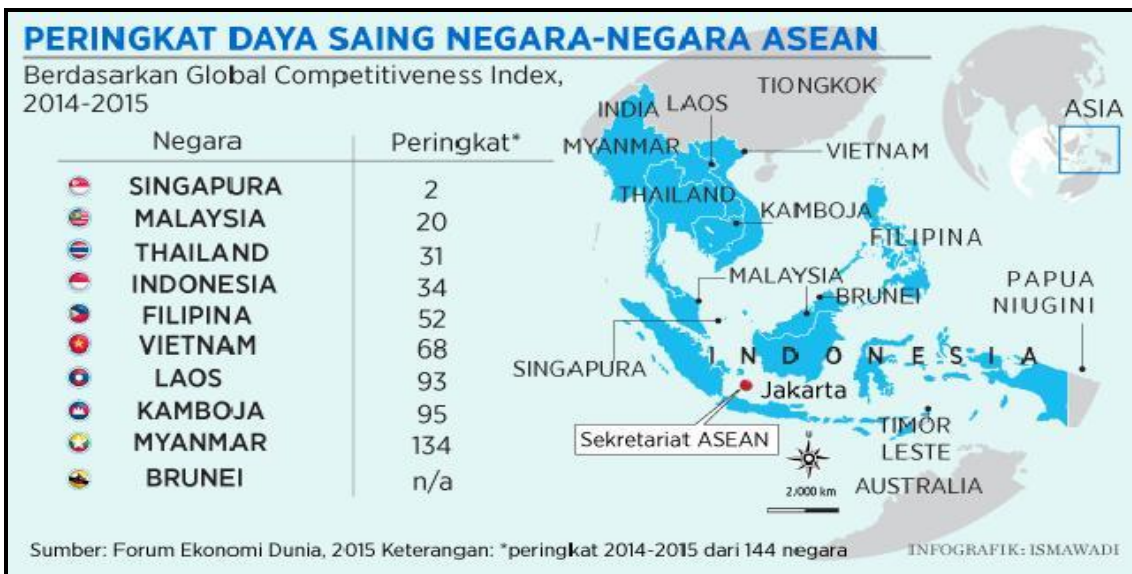 PERINGKAT DAYA SAING NEGARA-NEGARA ASEAN
Berdasarkan Global Competitiveness Index,
2014-2015
Negara Peringkat*
SINGAPURA 2
MALAYSIA 20
THAILAND 31
INDONESIA 34
FILIPINA 52
VIETNAM 68
LAOS 93
KAMBOJA 95
MYANMAR 134
BRUNEI n/a
TIONGKOK
INDIA
LAOS
MYANMAR
VIETNAM
THAILAND
KAMBOJA
FILIPINA
MALAYSIA
BRUNEI
SINGAPURA
INDONESIA
PAPUA
NIUGINI
Jakarta
Sekretariat ASEAN
TIMOR
LESTE
AUSTRALIA
U
2,000 km
ASIA
Sumber: Forum Ekonomi Dunia, 2015 Keterangan: *peringkat 2014-2015 dari 144 negara
INFOGRAFIK: ISMAWADI